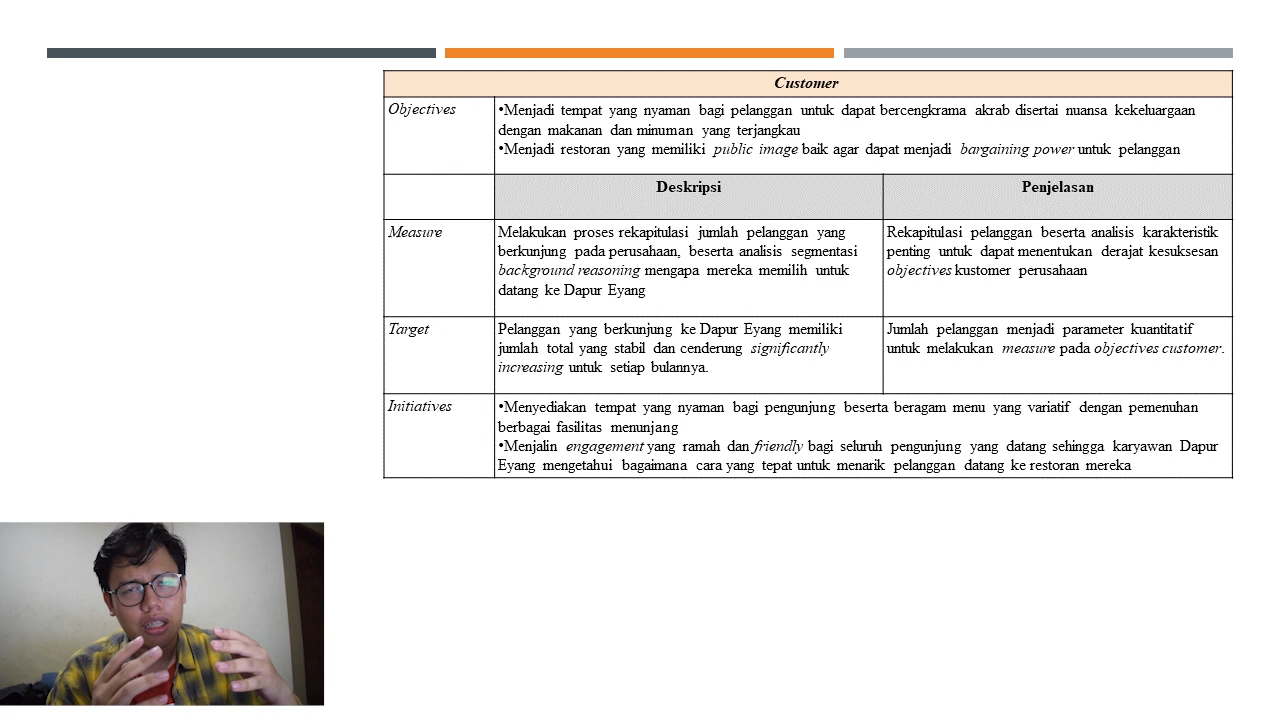 Customer
Objectives
•Menjadi tempat yang nyaman bagi pelanggan untuk dapat bercengkrama akrab disertai nuansa kekeluargaan
dengan makanan dan minuman yang terjangkau
•Menjadi restoran yang memiliki public image baik agar dapat menjadi bargaining power untuk pelanggan
Deskripsi
Penjelasan
Measure
Melakukan proses rekapitulasi jumlah pelanggan yang
berkunjung pada perusahaan, beserta analisis segmentasi
background reasoning mengapa mereka memilih untuk
datang ke Dapur Eyang
Rekapitulasi pelanggan beserta analisis karakteristik
penting untuk dapat menentukan derajat kesuksesan
objectives kustomer perusahaan
Target
Pelanggan yang berkunjung ke Dapur Eyang memiliki
jumlah total yang stabil dan cenderung significantly
increasing untuk setiap bulannya.
Jumlah pelanggan menjadi parameter kuantitatif
untuk melakukan measure pada objectives customer.
Initiatives
•Menyediakan tempat yang nyaman bagi pengunjung beserta beragam menu yang variatif dengan pemenuhan
berbagai fasilitas menunjang
•Menjalin engagement yang ramah dan friendly bagi seluruh pengunjung yang datang sehingga karyawan Dapur
Eyang mengetahui bagaimana cara yang tepat untuk menarik pelanggan datang ke restoran mereka